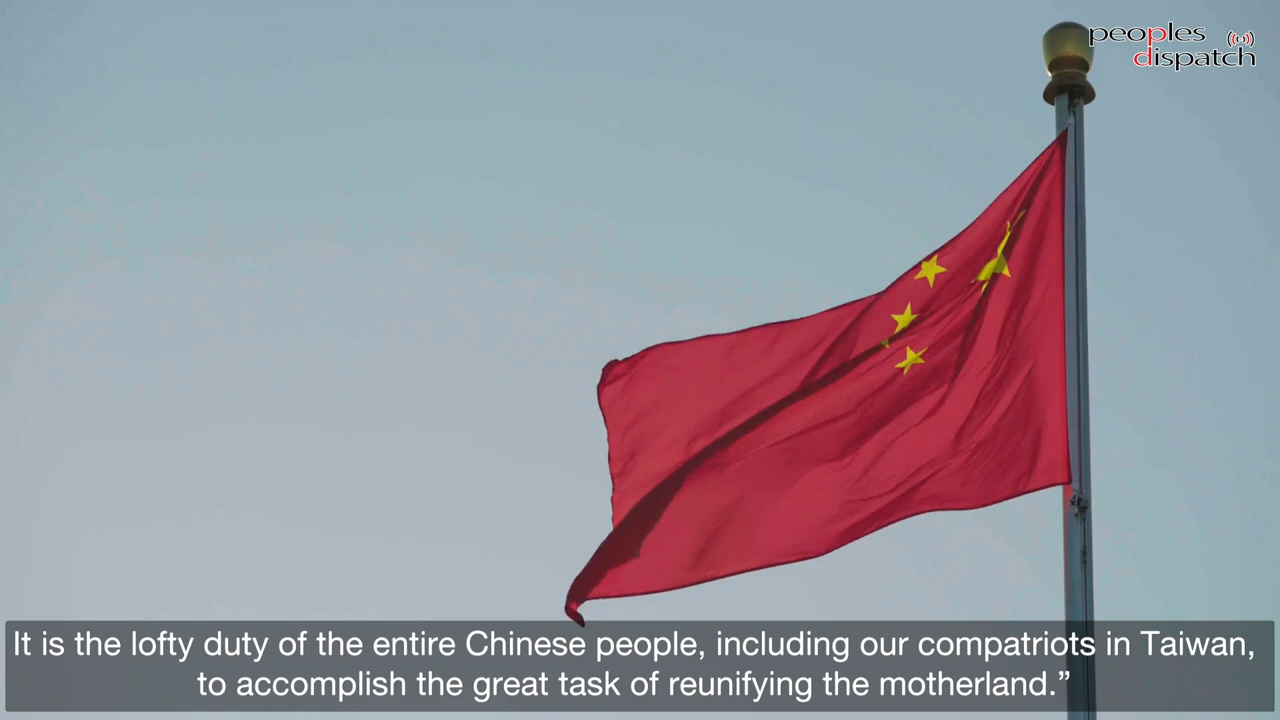 peoples
dispatch
It is the lofty duty of the entire Chinese people, including our compatriots in Taiwan,
to accomplish the great task of reunifying the motherland.”